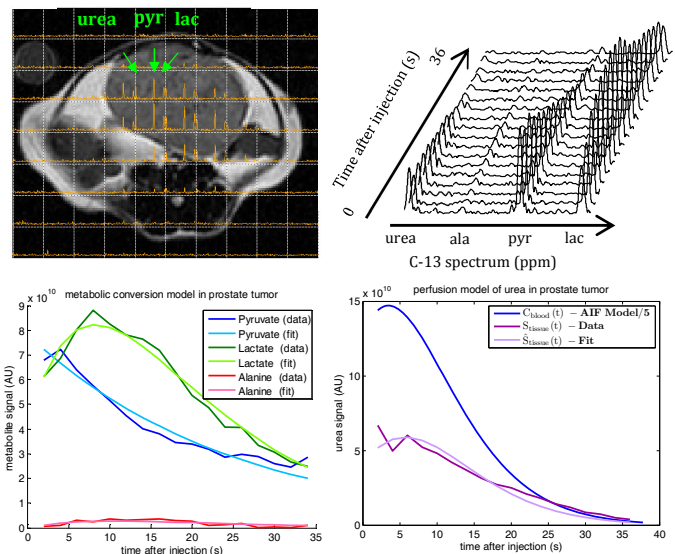 urea pyr lac
Time after injection (s)
0
36
urea ala pyr lac
C-13 spectrum (ppm)
x 10^10 metabolic conversion model in prostate tumor
metabolite signal (AU)
9
8
7
6
5
4
3
2
1
0
Pyruvate (data)
Pyruvate (fit)
Lactate (data)
Lactate (fit)
Alanine (data)
Alanine (fit)
0 5 10 15 20 25 30 35
time after injection (s)
x 10^10 perfusion model of urea in prostate tumor
urea signal (AU)
15
10
5
0
C_blood(t) – AIF Model/5
S_tissue(t) – Data
Ŝ_tissue(t) – Fit
0 5 10 15 20 25 30 35 40
time after injection (s)